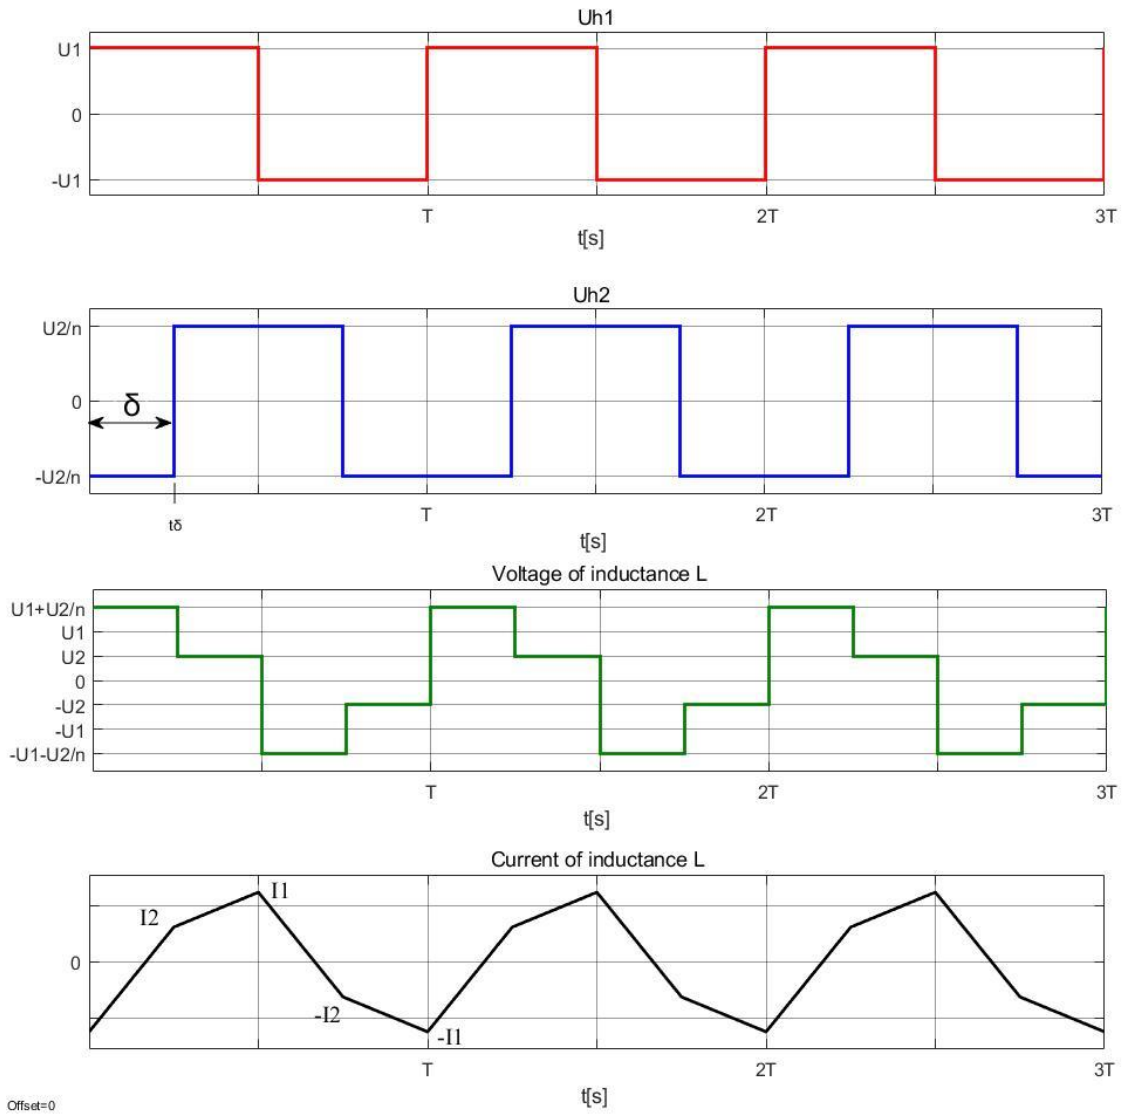 Uh1
U1
0
-U1
T 2T 3T
t[s]
Uh2
U2/n
δ
0
-U2/n
tδ
T 2T 3T
t[s]
Voltage of inductance L
U1+U2/n
U1
U2
0
-U2
-U1
-U1-U2/n
T 2T 3T
t[s]
Current of inductance L
I1
I2
0
-I2
-I1
T 2T 3T
t[s]
Offset=0